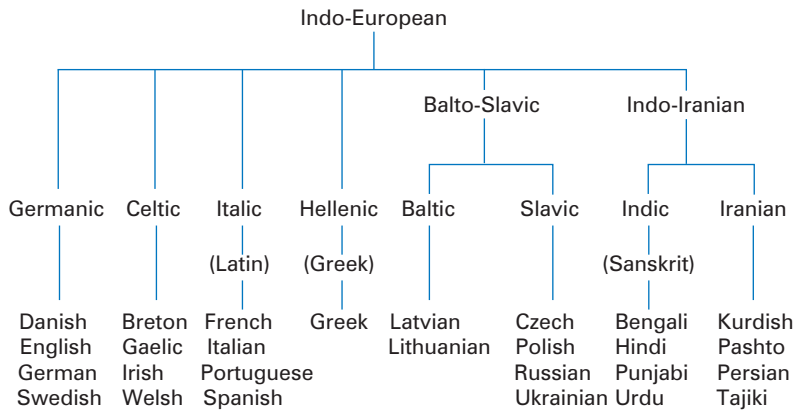 Indo-European
Balto-Slavic Indo-Iranian
Germanic Celtic Italic Hellenic Baltic Slavic Indic Iranian
(Latin) (Greek) (Sanskrit)
Danish Breton French Greek Latvian Czech Bengali Kurdish
English Gaelic Italian Lithuanian Polish Hindi Pashto
German Irish Portuguese Russian Punjabi Persian
Swedish Welsh Spanish Ukrainian Urdu Tajiki